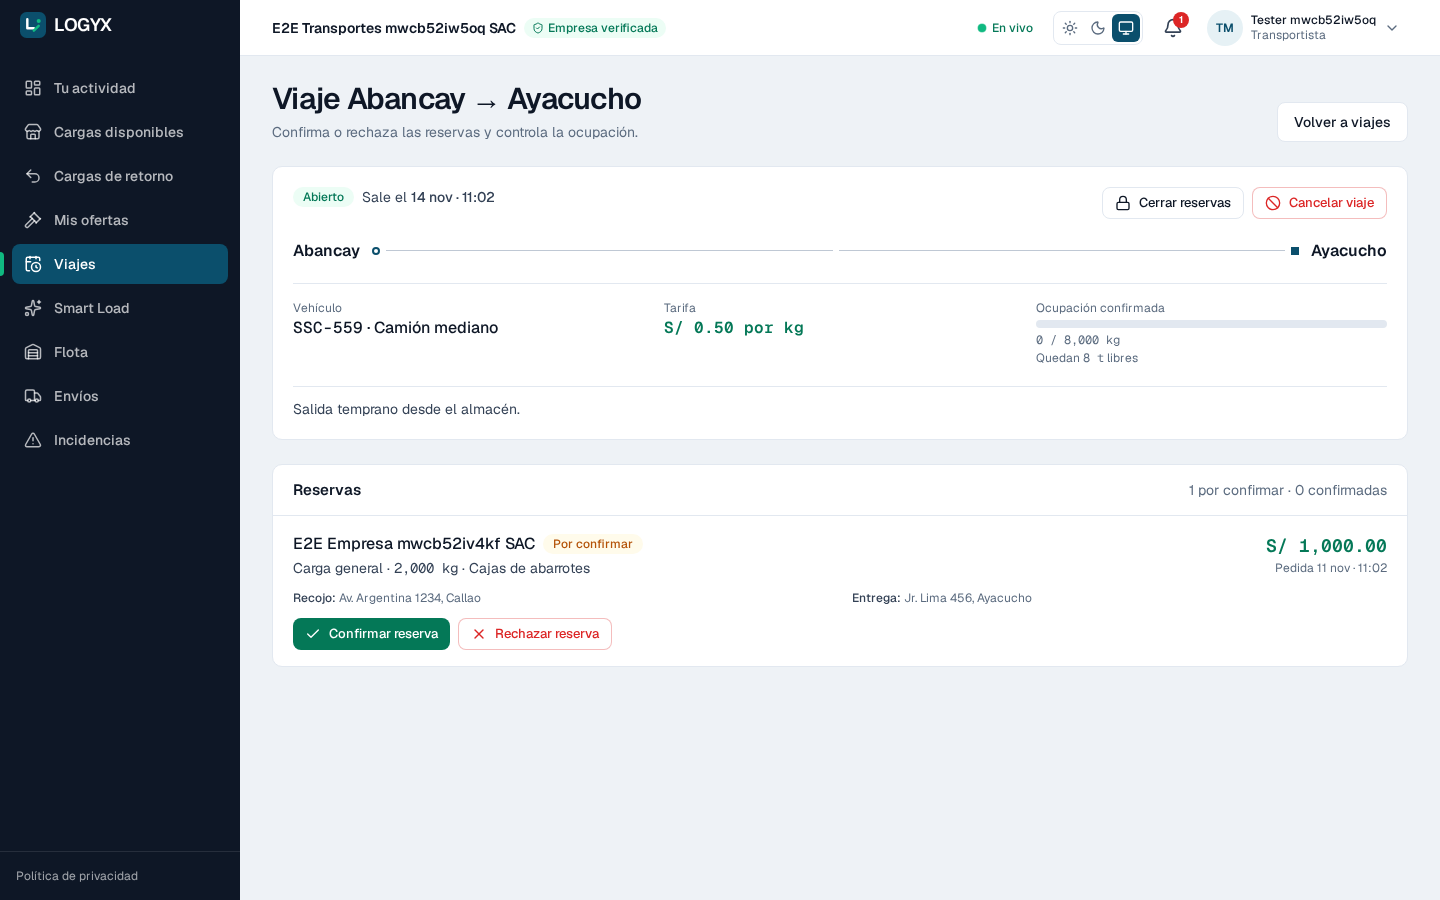 LOGYX
Tu actividad
Cargas disponibles
Cargas de retorno
Mis ofertas
Viajes
Smart Load
Flota
Envíos
Incidencias
Política de privacidad
E2E Transportes mwcb52iw5oq SAC
Empresa verificada
En vivo
1
TM
Tester mwcb52iw5oq
Transportista
Viaje Abancay → Ayacucho
Confirma o rechaza las reservas y controla la ocupación.
Volver a viajes
Abierto Sale el 14 nov · 11:02
Cerrar reservas
Cancelar viaje
Abancay
Ayacucho
Vehículo
SSC-559 · Camión mediano
Tarifa
S/ 0.50 por kg
Ocupación confirmada
0 / 8,000 kg
Quedan 8 t libres
Salida temprano desde el almacén.
Reservas
1 por confirmar · 0 confirmadas
E2E Empresa mwcb52iv4kf SAC Por confirmar
Carga general · 2,000 kg · Cajas de abarrotes
S/ 1,000.00
Pedida 11 nov · 11:02
Recojo: Av. Argentina 1234, Callao
Entrega: Jr. Lima 456, Ayacucho
Confirmar reserva
Rechazar reserva